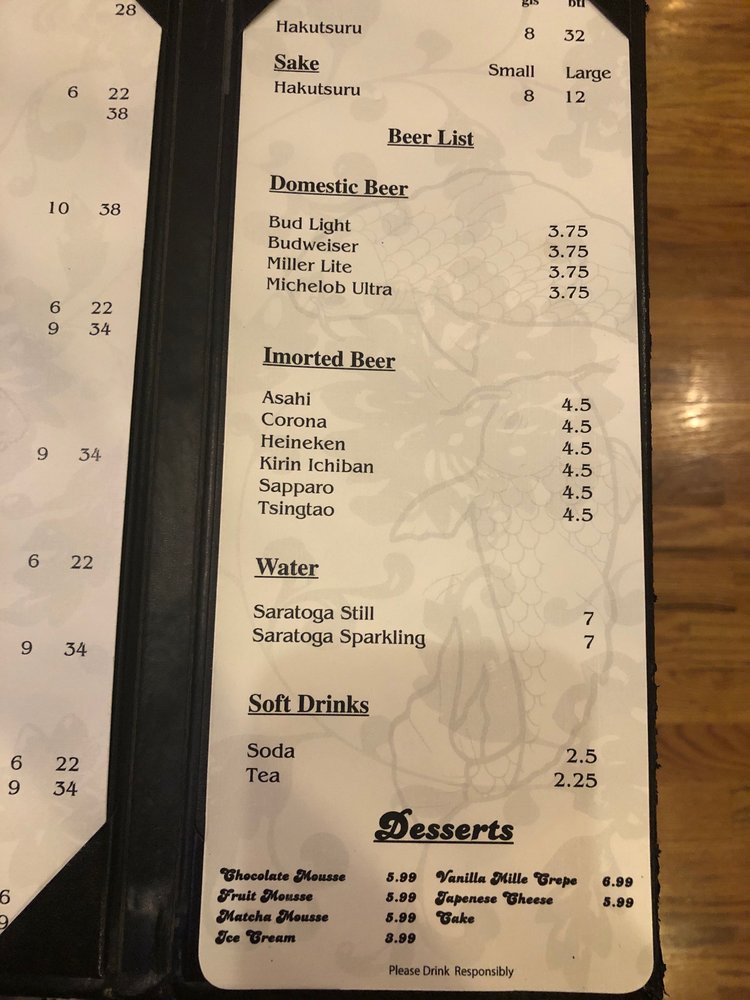 28
6 22
38
10 38
6 22
9 34
9 34
6 22
9 34
6 22
9 34
6
9
gls btl
Hakutsuru 8 32
Sake Small Large
Hakutsuru 8 12
Beer List
Domestic Beer
Bud Light 3.75
Budweiser 3.75
Miller Lite 3.75
Michelob Ultra 3.75
Imorted Beer
Asahi 4.5
Corona 4.5
Heineken 4.5
Kirin Ichiban 4.5
Sapparo 4.5
Tsingtao 4.5
Water
Saratoga Still 7
Saratoga Sparkling 7
Soft Drinks
Soda 2.5
Tea 2.25
Desserts
Chocolate Mousse 5.99 Vanilla Mille Crepe 6.99
Fruit Mousse 5.99 Japenese Cheese 5.99
Matcha Mousse 5.99 Cake
Ice Cream 3.99
Please Drink Responsibly